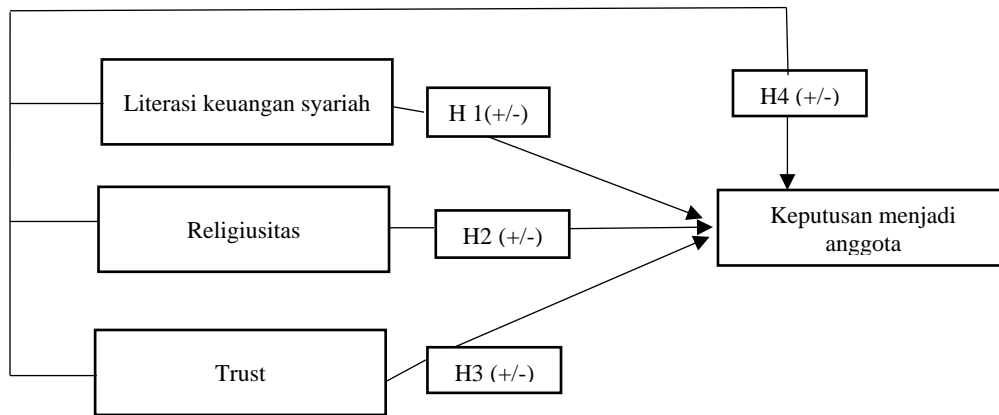 Literasi keuangan syariah
H 1(+/-)
H4 (+/-)
Religiusitas
H2 (+/-)
Keputusan menjadi
anggota
Trust
H3 (+/-)